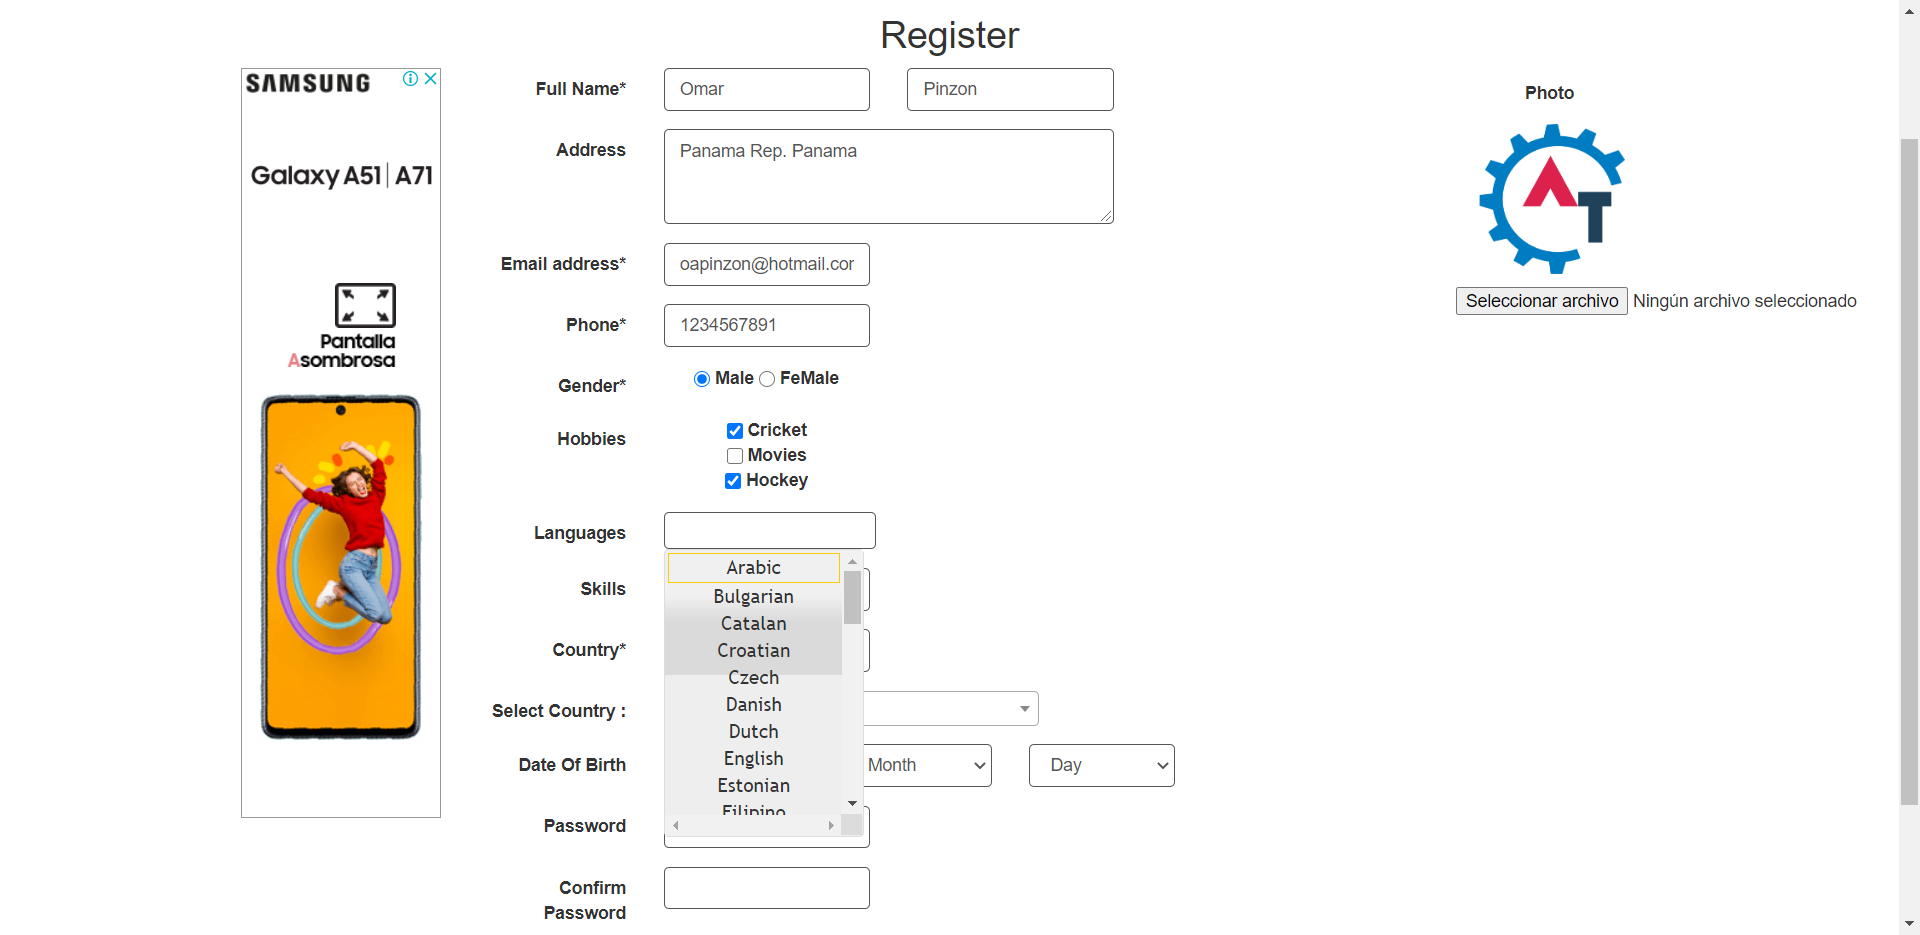 Register
SAMSUNG
Galaxy A51 | A71
Pantalla
Asombrosa
Full Name*
Omar
Pinzon
Address
Panama Rep. Panama
Email address*
oapinzon@hotmail.cor
Phone*
1234567891
Gender*
Male
FeMale
Hobbies
Cricket
Movies
Hockey
Languages
Arabic
Bulgarian
Catalan
Croatian
Czech
Danish
Dutch
English
Estonian
Filipino
Skills
Country*
Select Country :
Date Of Birth
Month
Day
Password
Confirm
Password
Photo
AT
Seleccionar archivo Ningún archivo seleccionado